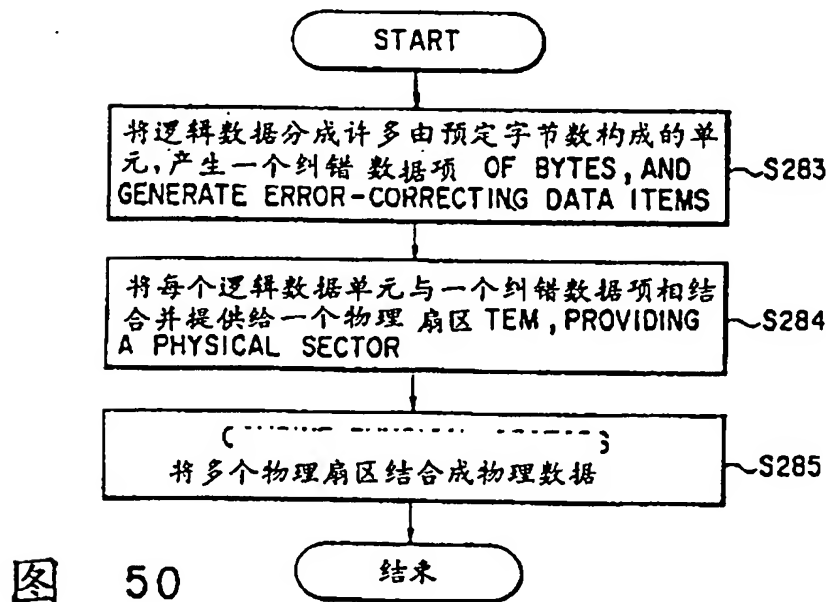 START
将逻辑数据分成许多由预定字节数构成的单
元,产生一个纠错数据项 OF BYTES, AND
GENERATE ERROR-CORRECTING DATA ITEMS
S283
将每个逻辑数据单元与一个纠错数据项相结
合并提供给一个物理扇区 TEM, PROVIDING
A PHYSICAL SECTOR
S284
将多个物理扇区结合成物理数据
S285
结束
图 50